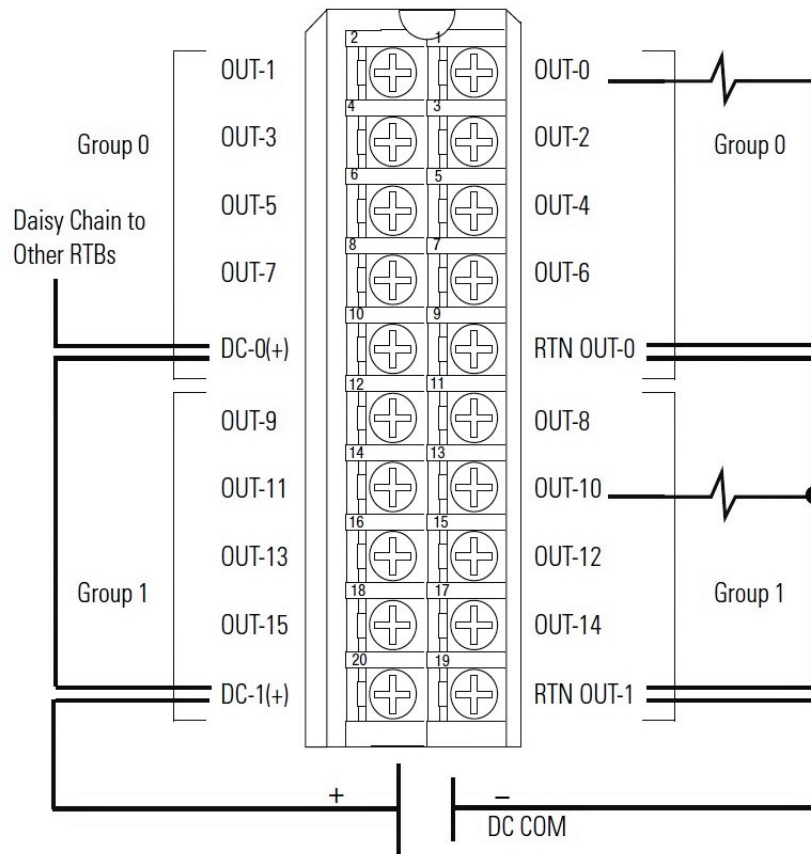 2 1
OUT-1 OUT-0
4 3
Group 0 OUT-3 OUT-2 Group 0
6 5
OUT-5 OUT-4
Daisy Chain to
Other RTBs
8 7
OUT-7 OUT-6
10 9
DC-0(+) RTN OUT-0
12 11
OUT-9 OUT-8
14 13
OUT-11 OUT-10
16 15
OUT-13 OUT-12
Group 1 Group 1
18 17
OUT-15 OUT-14
20 19
DC-1(+) RTN OUT-1
+ –
DC COM